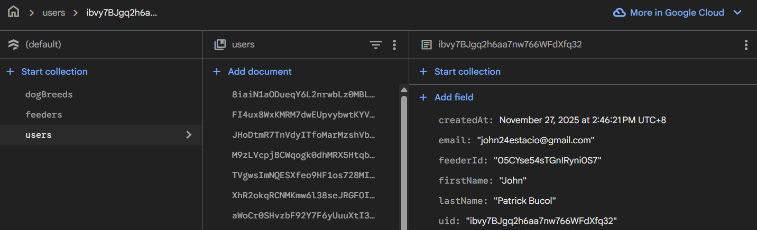 users
ibvy7BJgq2h6a...
More in Google Cloud
(default)
Start collection
dogBreeds
feeders
users
users
Add document
8iaiN1aODueqY6L2nrwbLz0MBL…
FI4ux8WxKMRM7dwEUpvybwtKYV…
JHoDtmR7TnVdyITfoMarMzshVb…
M9zLVcpjBCWqogk0dhMRX5Htqb…
TVgwsImNQESXfeo9HF1os728MI…
XhR2okqRCNMKmw6l38seJRGFOI…
aWoCr0SHvzbF92Y7F6yUuuXtI3…
ibvy7BJgq2h6aa7nw766WFdXfq32
Start collection
Add field
createdAt: November 27, 2025 at 2:46:21 PM UTC+8
email: "john24estacio@gmail.com"
feederId: "O5CYse54sTGnIRyniOS7"
firstName: "John"
lastName: "Patrick Bucol"
uid: "ibvy7BJgq2h6aa7nw766WFdXfq32"